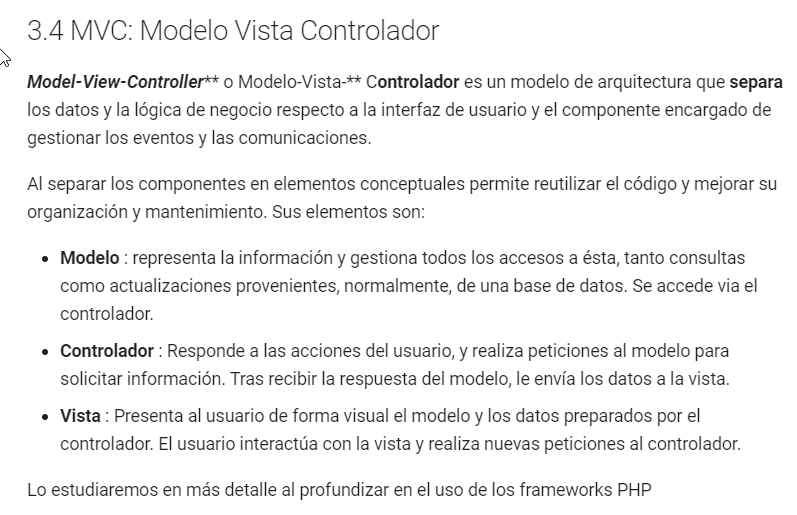 3.4 MVC: Modelo Vista Controlador
Model-View-Controller** o Modelo-Vista-** Controlador es un modelo de arquitectura que separa
los datos y la lógica de negocio respecto a la interfaz de usuario y el componente encargado de
gestionar los eventos y las comunicaciones.
Al separar los componentes en elementos conceptuales permite reutilizar el código y mejorar su
organización y mantenimiento. Sus elementos son:
• Modelo : representa la información y gestiona todos los accesos a ésta, tanto consultas
como actualizaciones provenientes, normalmente, de una base de datos. Se accede via el
controlador.
• Controlador : Responde a las acciones del usuario, y realiza peticiones al modelo para
solicitar información. Tras recibir la respuesta del modelo, le envía los datos a la vista.
• Vista : Presenta al usuario de forma visual el modelo y los datos preparados por el
controlador. El usuario interactúa con la vista y realiza nuevas peticiones al controlador.
Lo estudiaremos en más detalle al profundizar en el uso de los frameworks PHP